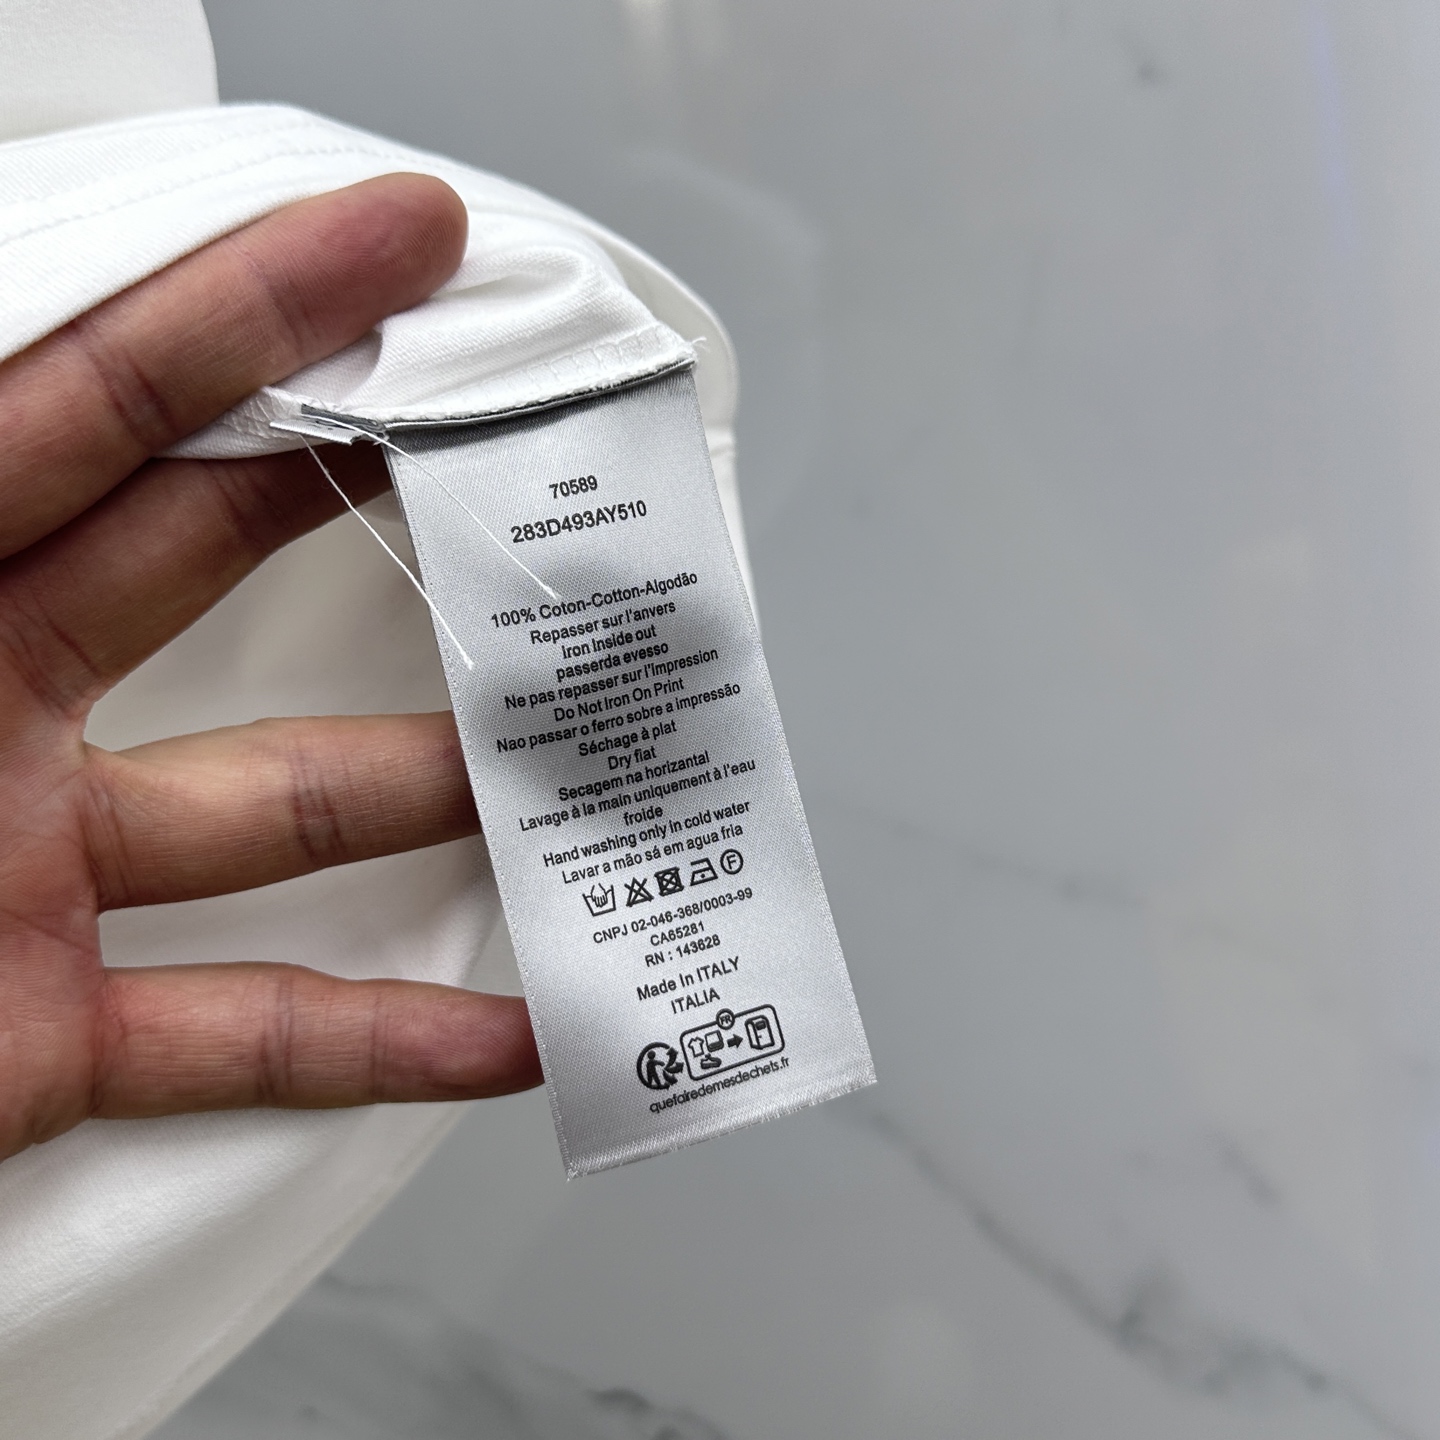 70589
283D493AY510
100% Coton-Cotton-Algodão
Repasser sur l'anvers
Iron Inside out
passerda evesso
Ne pas repasser sur l'Impression
Do Not Iron On Print
Nao passar o ferro sobre a impressão
Séchage à plat
Dry fiat
Secagem na horizontal
Lavage à la main uniquement à l'eau
froide
Hand washing only in cold water
Lavar a mão sá em agua fria
F
CNPJ 02-046-368/0003-99
CA65281
RN : 143628
Made In ITALY
ITALIA
FR
quefairedemesdechets.fr